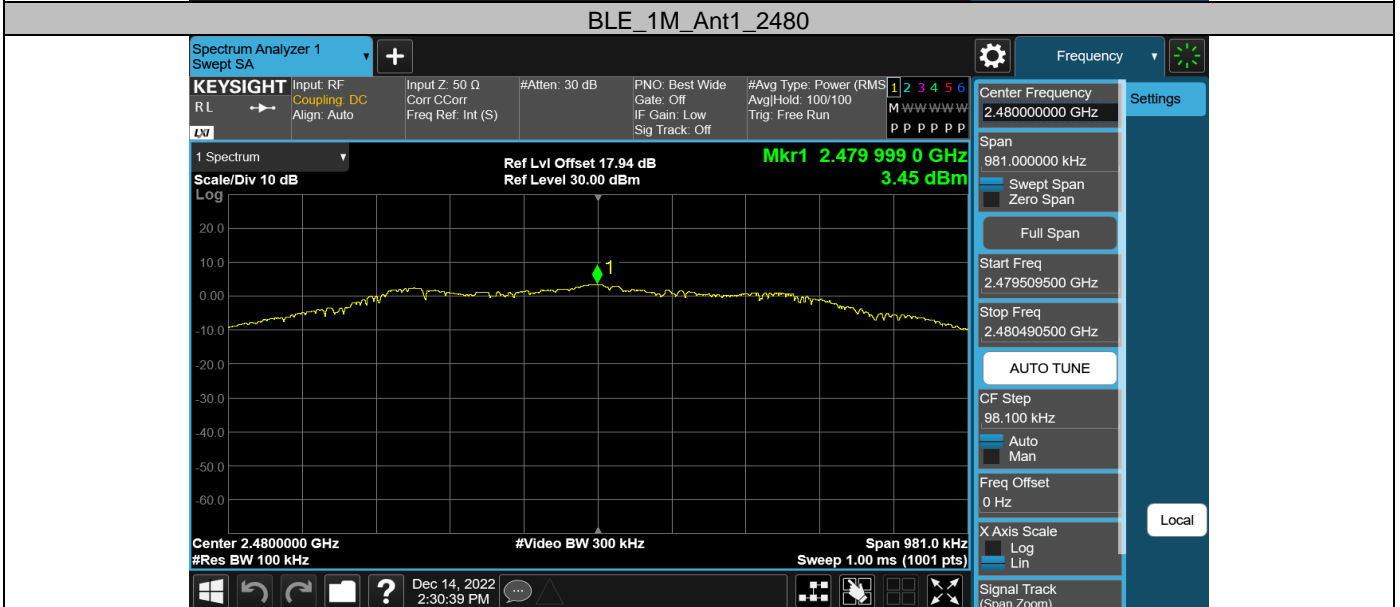 BLE_1M_Ant1_2480
Spectrum Analyzer 1
Swept SA
Frequency
KEYSIGHT
RL
LXI
Input: RF
Coupling: DC
Align: Auto
Input Z: 50 Ω
Corr CCorr
Freq Ref: Int (S)
#Atten: 30 dB
PNO: Best Wide
Gate: Off
IF Gain: Low
Sig Track: Off
#Avg Type: Power (RMS
Avg|Hold: 100/100
Trig: Free Run
1 2 3 4 5 6
M W W W W W
P P P P P P
1 Spectrum
Scale/Div 10 dB
Ref Lvl Offset 17.94 dB
Ref Level 30.00 dBm
Mkr1 2.479 999 0 GHz
3.45 dBm
Log
20.0
10.0
0.00
-10.0
-20.0
-30.0
-40.0
-50.0
-60.0
1
Center 2.4800000 GHz
#Video BW 300 kHz
Span 981.0 kHz
#Res BW 100 kHz
Sweep 1.00 ms (1001 pts)
Dec 14, 2022
2:30:39 PM
Center Frequency
2.480000000 GHz
Settings
Span
981.000000 kHz
Swept Span
Zero Span
Full Span
Start Freq
2.479509500 GHz
Stop Freq
2.480490500 GHz
AUTO TUNE
CF Step
98.100 kHz
Auto
Man
Freq Offset
0 Hz
Local
X Axis Scale
Log
Lin
Signal Track
(Span Zoom)